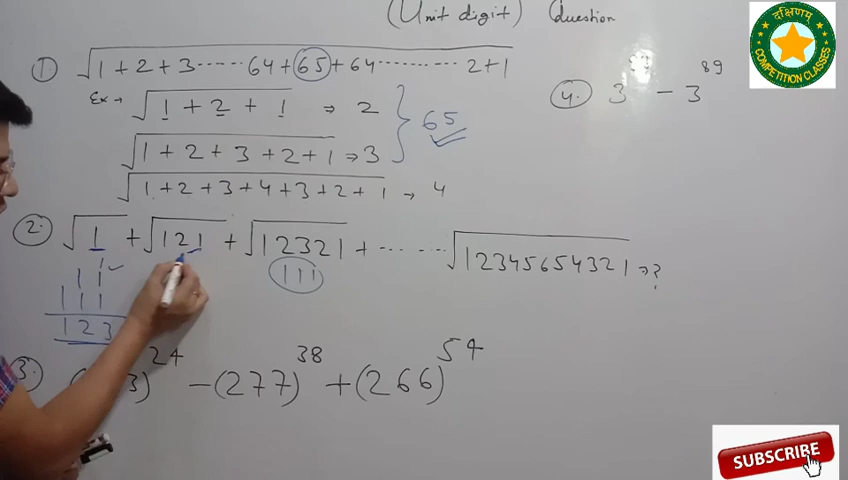 (Unit digit) Question
① √1+2+3······64+65+64·········2+1
Ex→ √1+2+1 ⇒ 2
√1+2+3+2+1 ⇒ 3
65
√1+2+3+4+3+2+1 → 4
② √1 + √121 + √12321 + ······ √12345654321 ⇒ ?
1
11
111
123
111
3. 3)^24 − (277)^38 + (266)^54
4. 3 − 3^89
दक्षिणम्
COMPETITION CLASSES
SUBSCRIBE